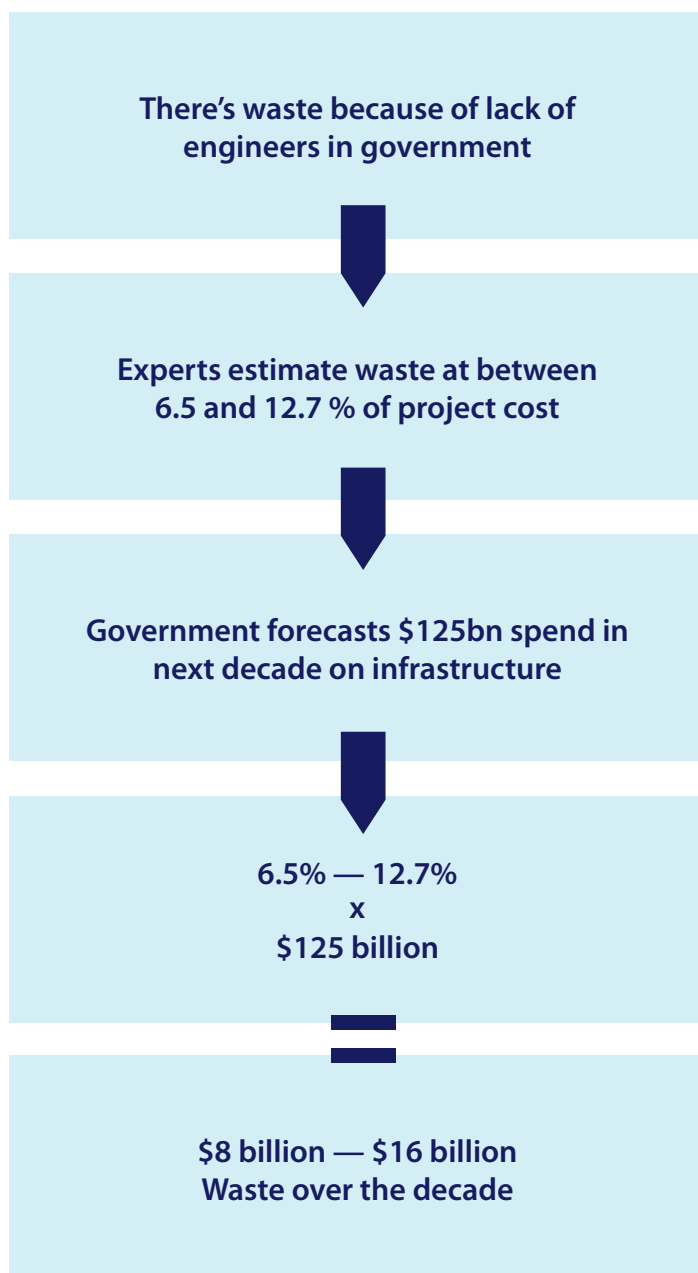 There’s waste because of lack of
engineers in government
Experts estimate waste at between
6.5 and 12.7 % of project cost
Government forecasts $125bn spend in
next decade on infrastructure
6.5% — 12.7%
x
$125 billion
$8 billion — $16 billion
Waste over the decade